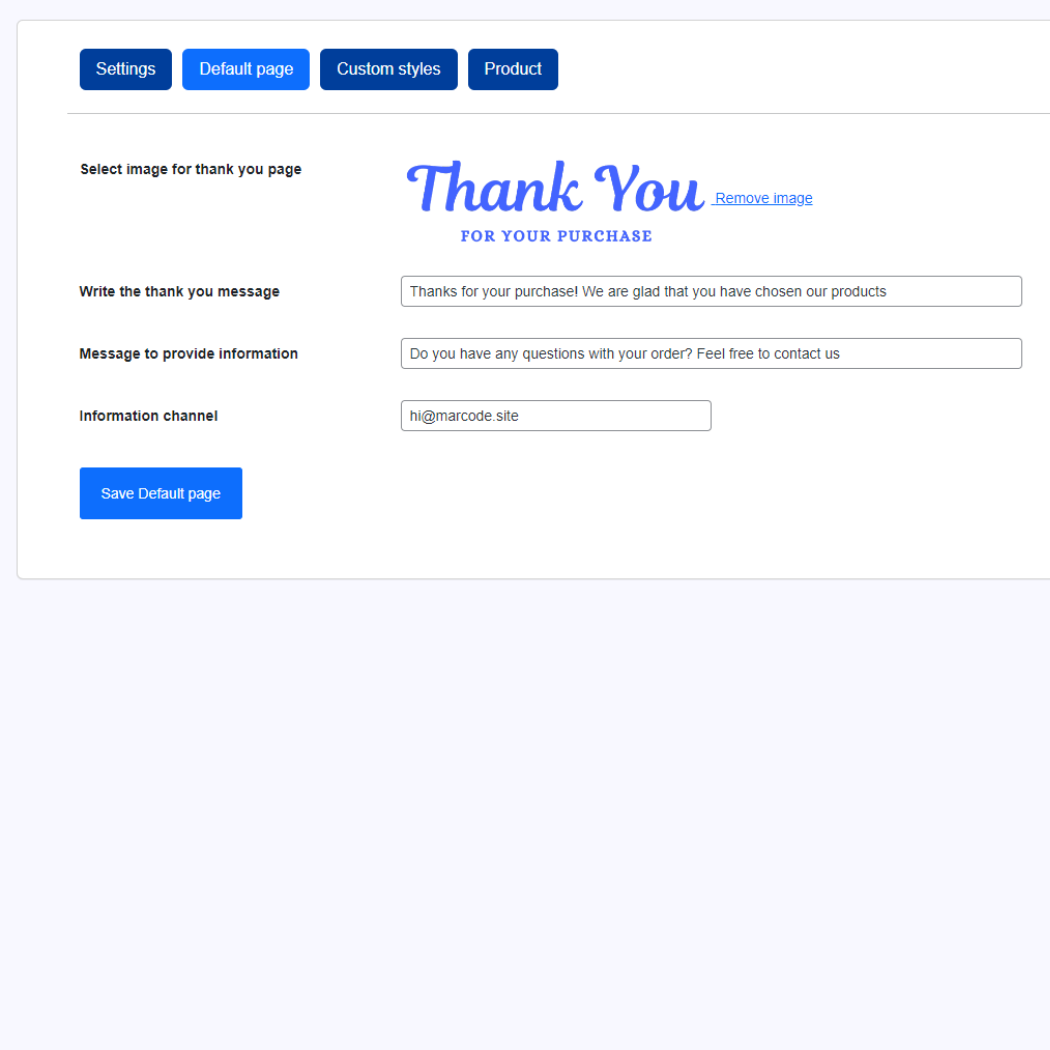 Settings Default page Custom styles Product
Select image for thank you page
Thank You
Remove image
FOR YOUR PURCHASE
Write the thank you message
Thanks for your purchase! We are glad that you have chosen our products
Message to provide information
Do you have any questions with your order? Feel free to contact us
Information channel
hi@marcode.site
Save Default page